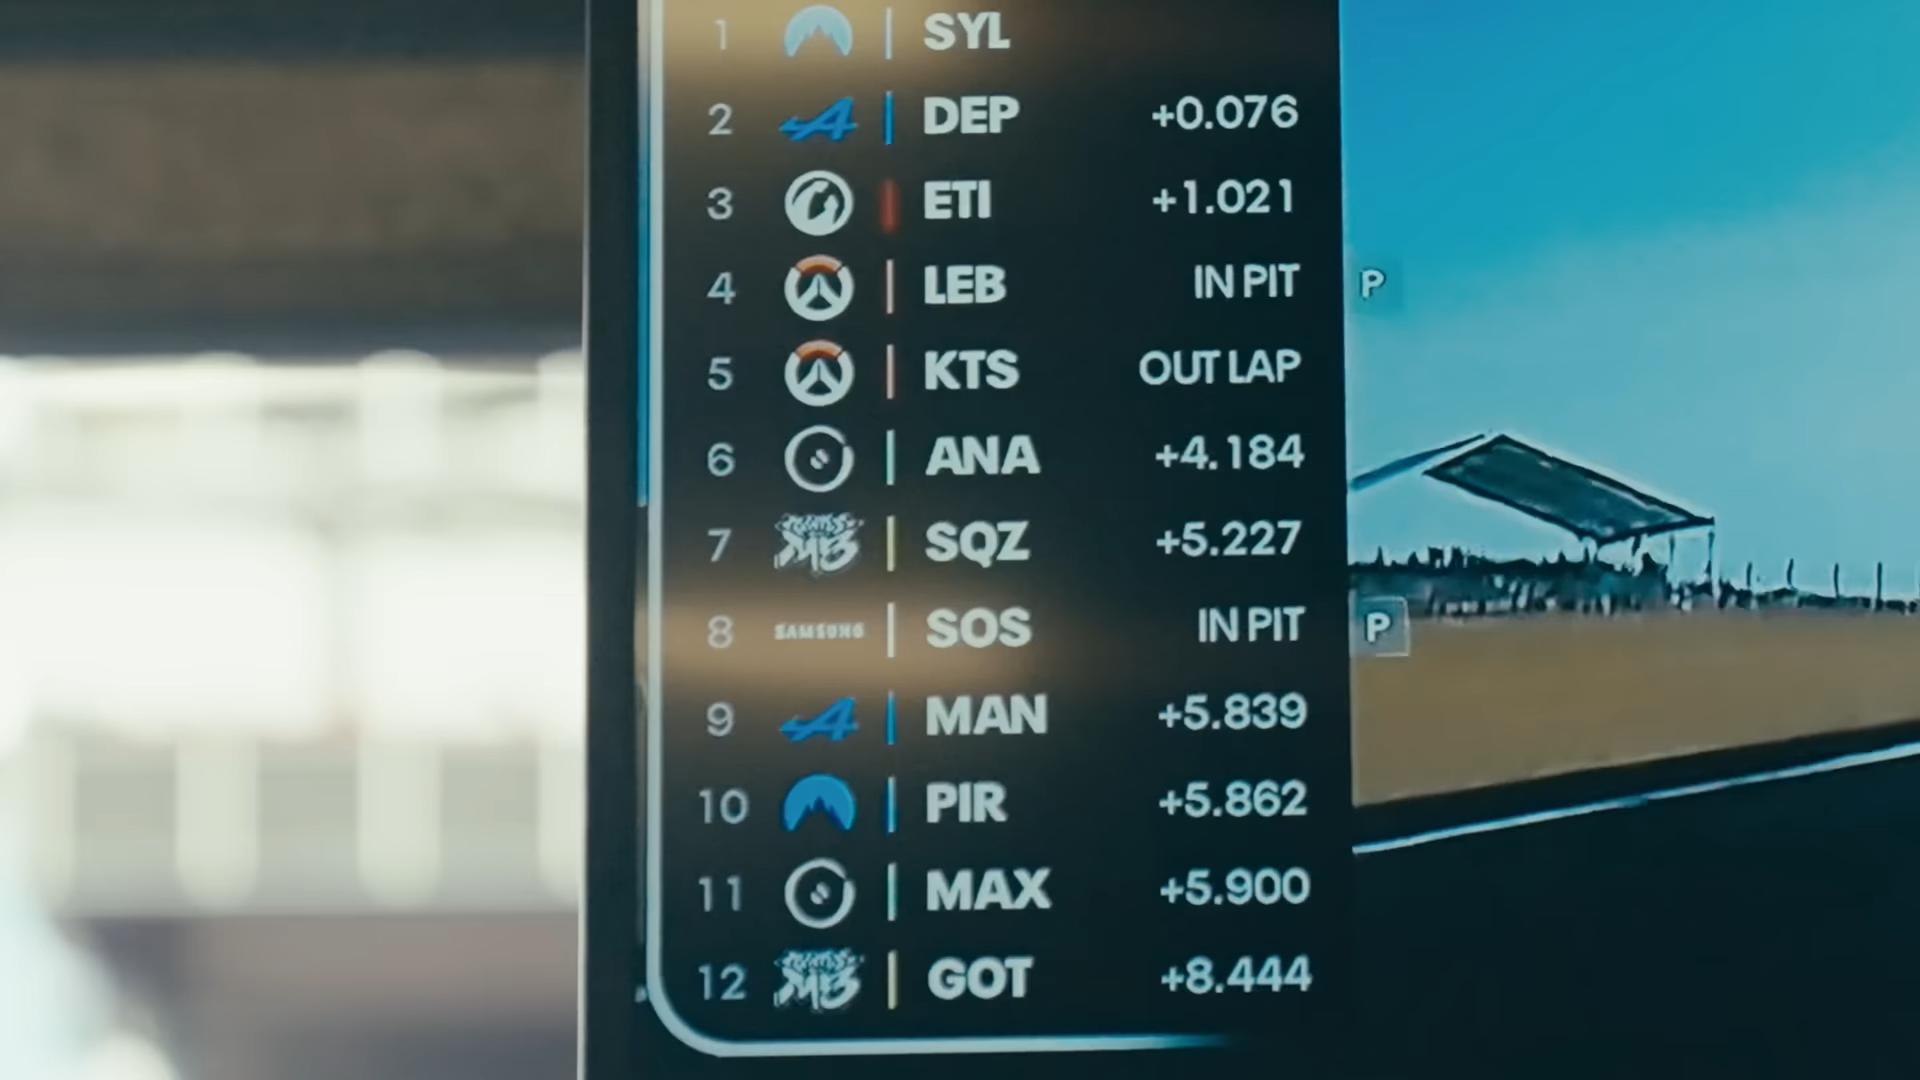 1 SYL
2 DEP +0.076
3 ETI +1.021
4 LEB IN PIT P
5 KTS OUT LAP
6 ANA +4.184
7 SQZ +5.227
8 SAMSUNG SOS IN PIT P
9 MAN +5.839
10 PIR +5.862
11 MAX +5.900
12 GOT +8.444